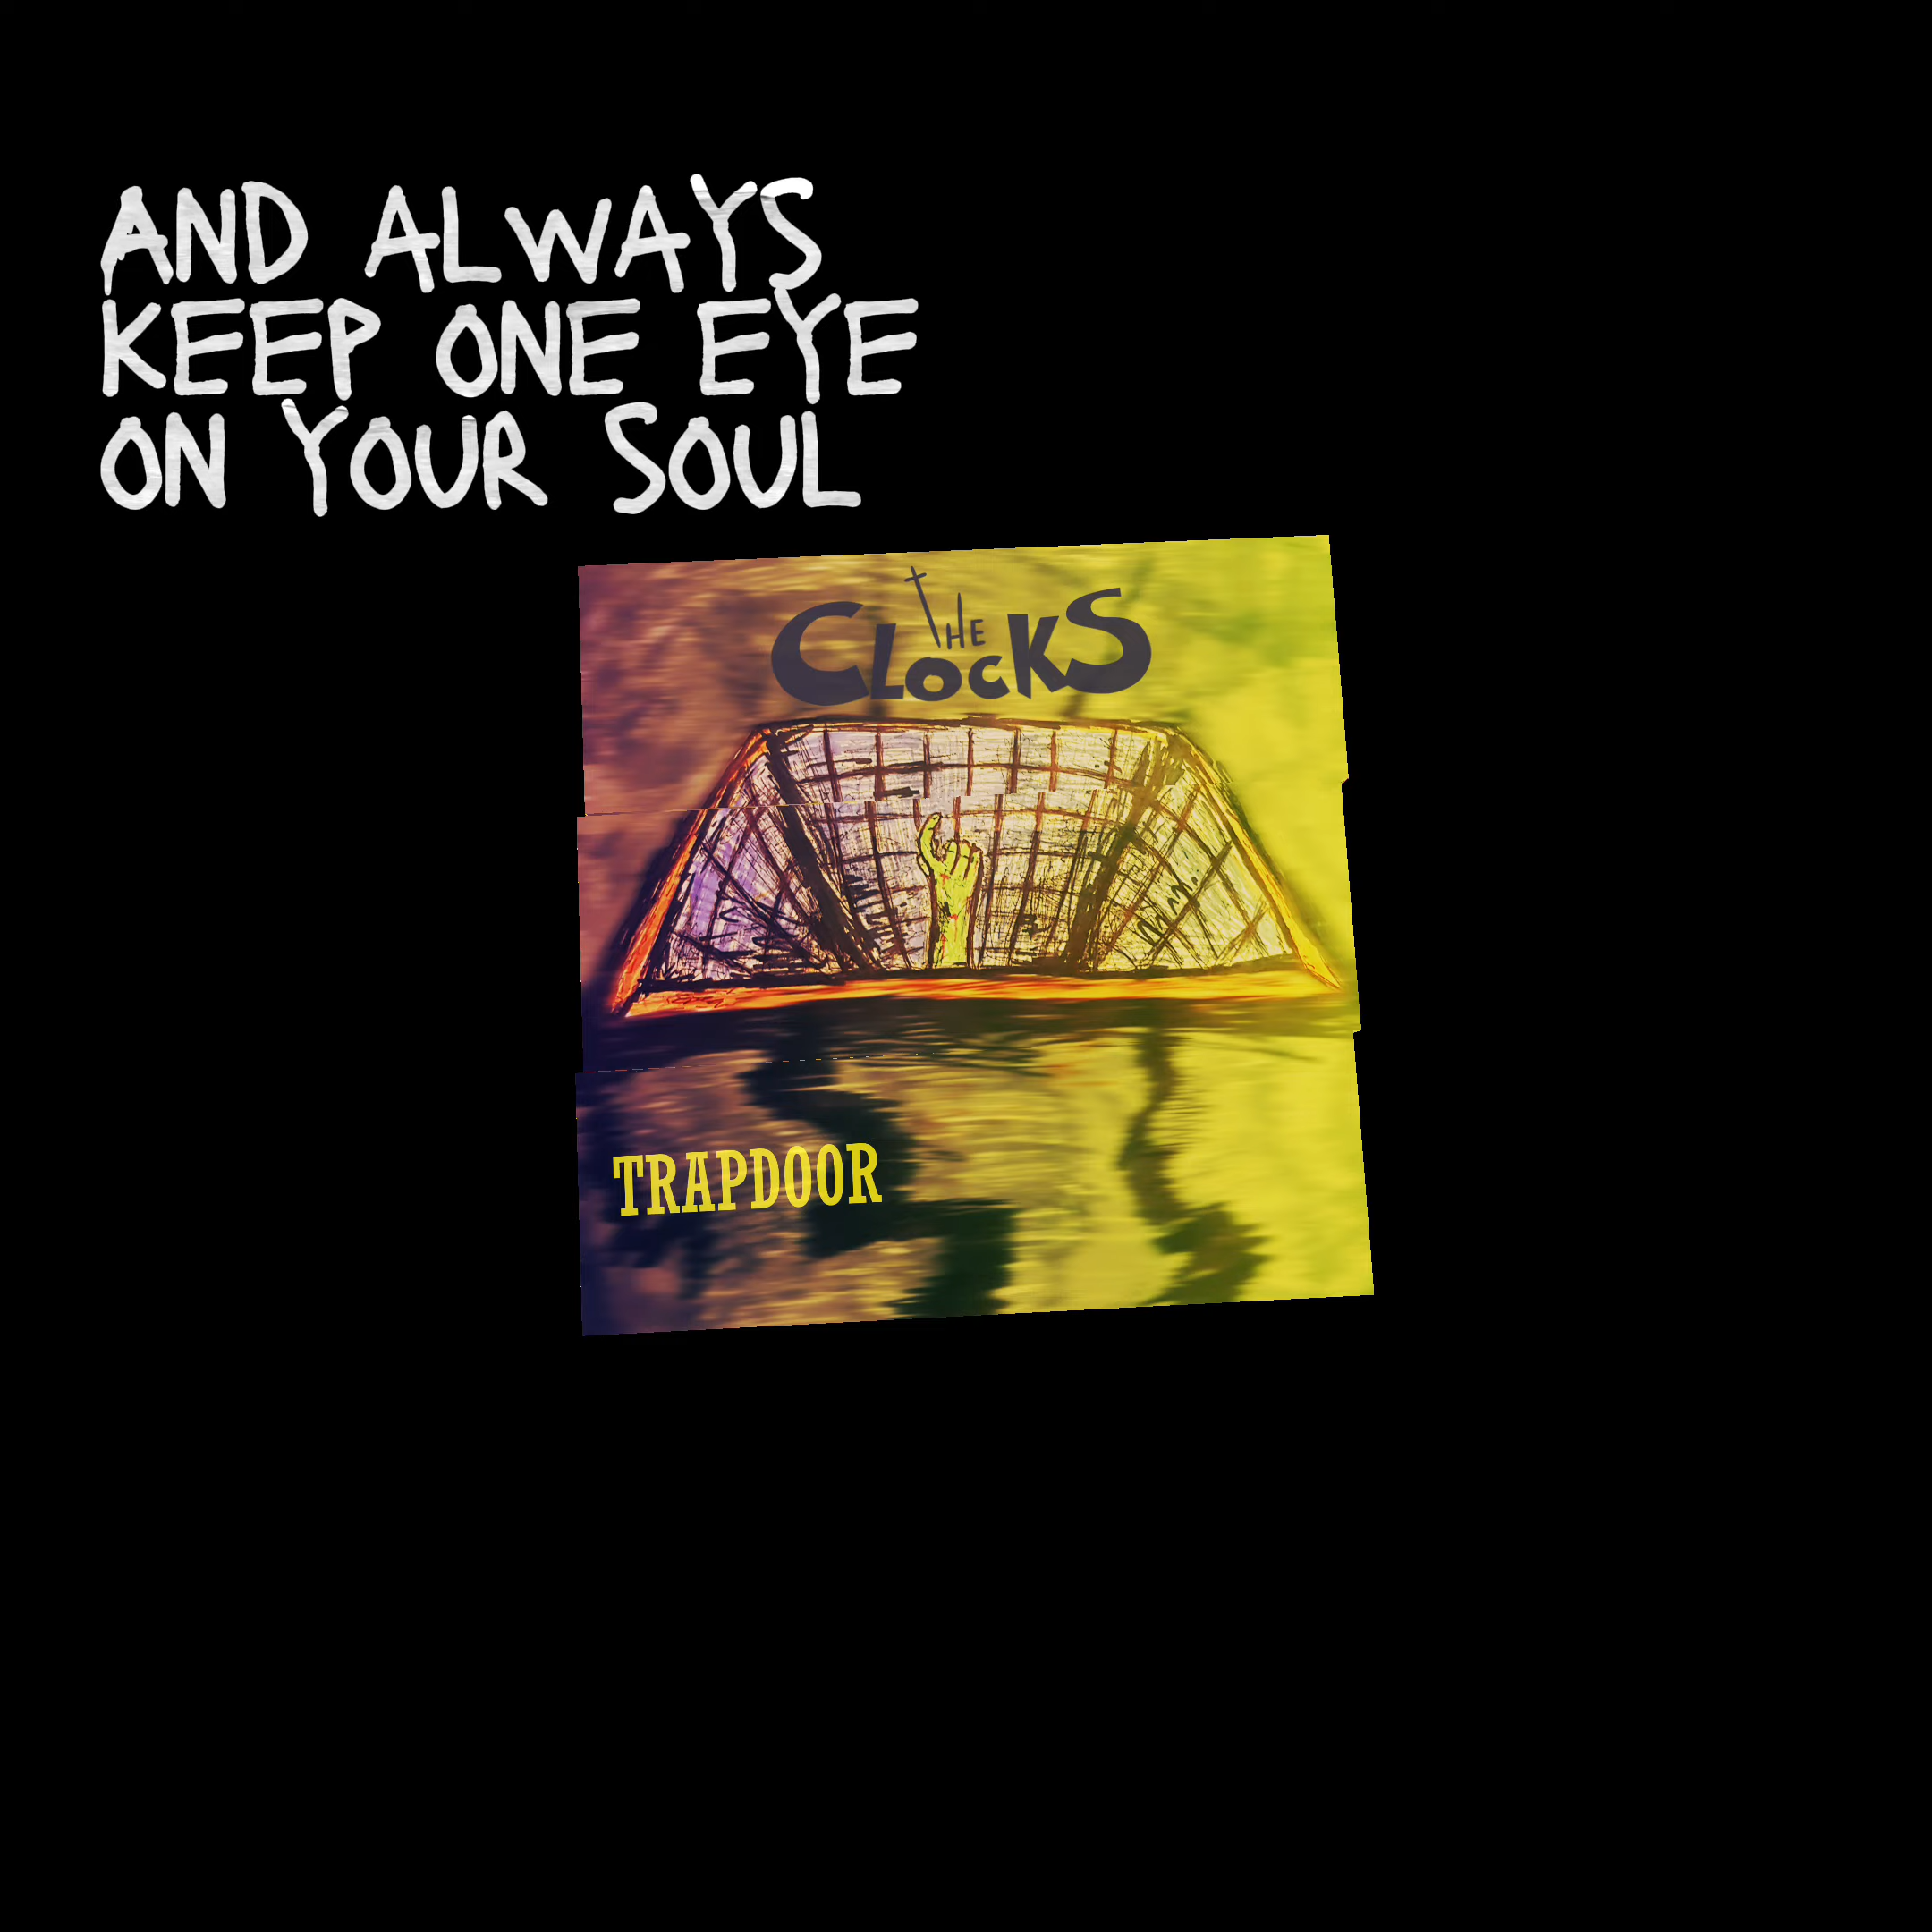 AND ALWAYS
KEEP ONE EYE
ON YOUR SOUL
THE
CLOCKS
TRAPDOOR